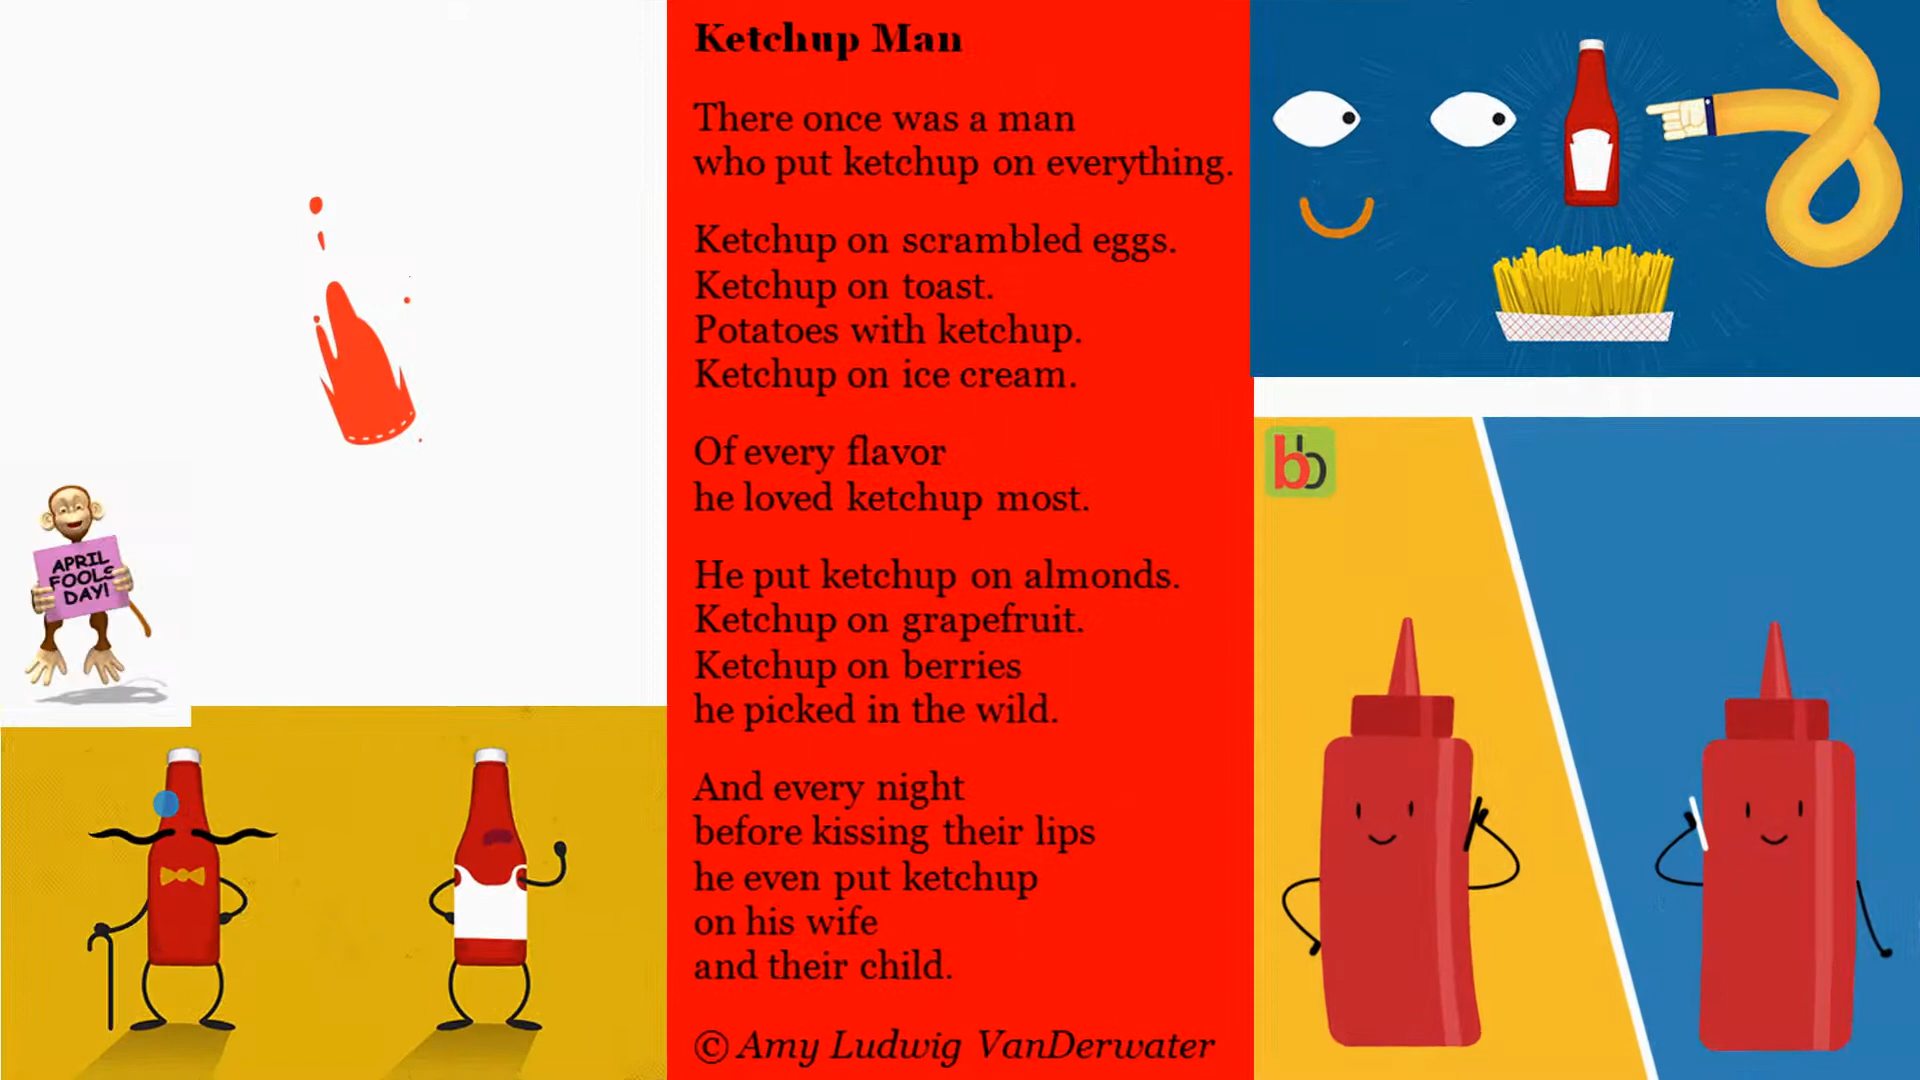 Ketchup Man
There once was a man
who put ketchup on everything.
Ketchup on scrambled eggs.
Ketchup on toast.
Potatoes with ketchup.
Ketchup on ice cream.
Of every flavor
he loved ketchup most.
He put ketchup on almonds.
Ketchup on grapefruit.
Ketchup on berries
he picked in the wild.
And every night
before kissing their lips
he even put ketchup
on his wife
and their child.
© Amy Ludwig VanDerwater
APRIL
FOOLS
DAY!
bb